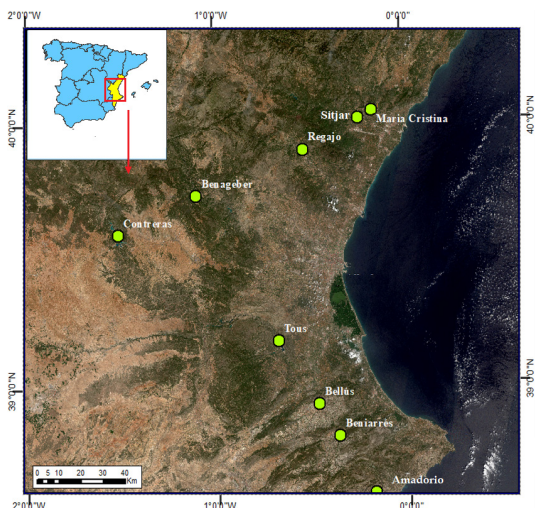 2°0'0"W 1°0'0"W 0°0'0"
40°0'0"N 40°0'0"N
Sitjar
Maria Cristina
Regajo
Benageber
Contreras
Tous
39°0'0"N 39°0'0"N
Bellús
Beniarrés
Amadorio
0 5 10 20 30 40
Km
2°0'0"W 1°0'0"W 0°0'0"